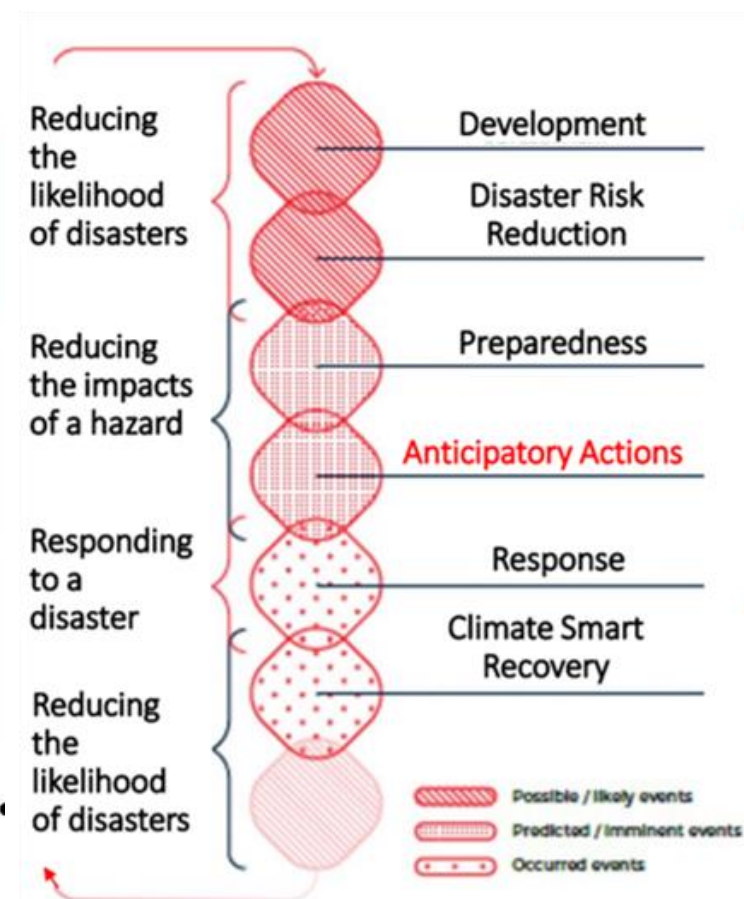 Reducing
the
likelihood
of disasters
Development
Disaster Risk
Reduction
Reducing
the impacts
of a hazard
Preparedness
Anticipatory Actions
Responding
to a
disaster
Response
Climate Smart
Recovery
Reducing
the
likelihood
of disasters
Possible / likely events
Predicted / imminent events
Occurred events